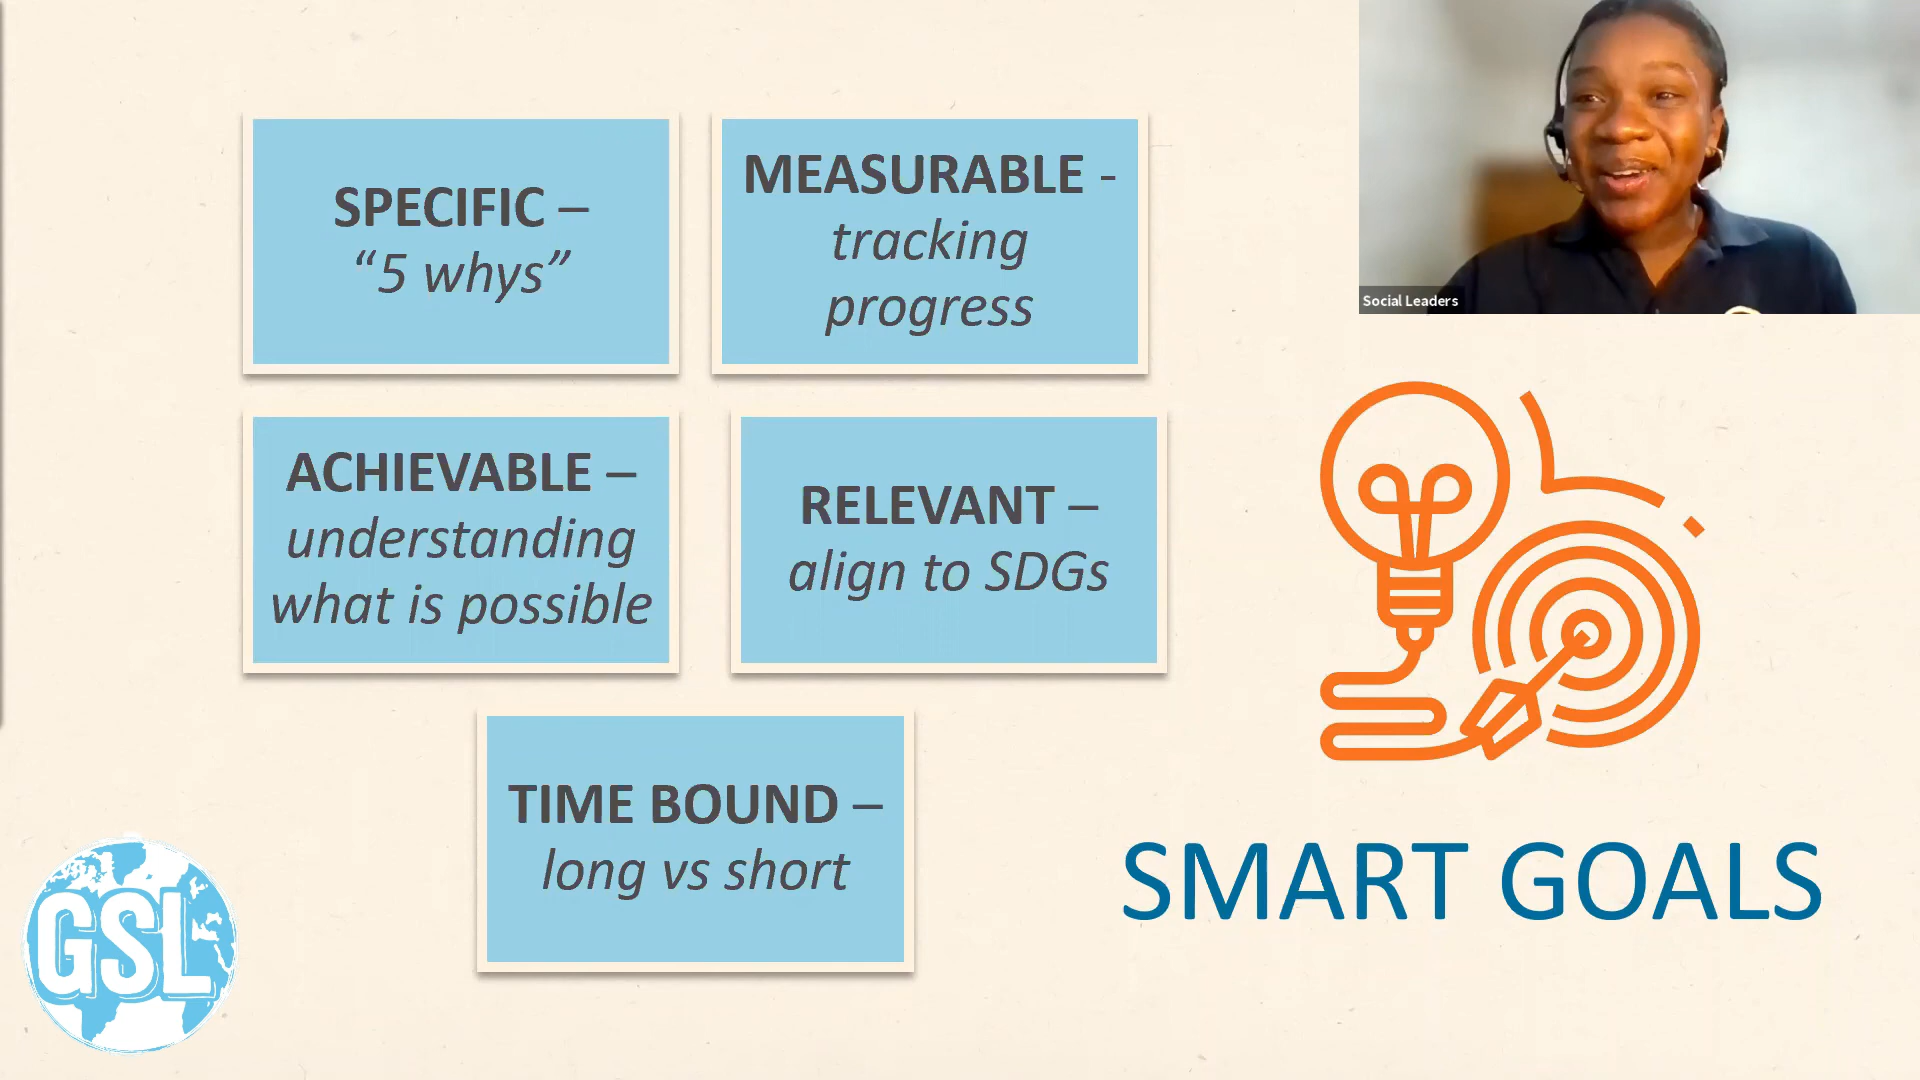 SPECIFIC –
“5 whys”
MEASURABLE -
tracking
progress
Social Leaders
ACHIEVABLE –
understanding
what is possible
RELEVANT –
align to SDGs
TIME BOUND –
long vs short
SMART GOALS
GSL